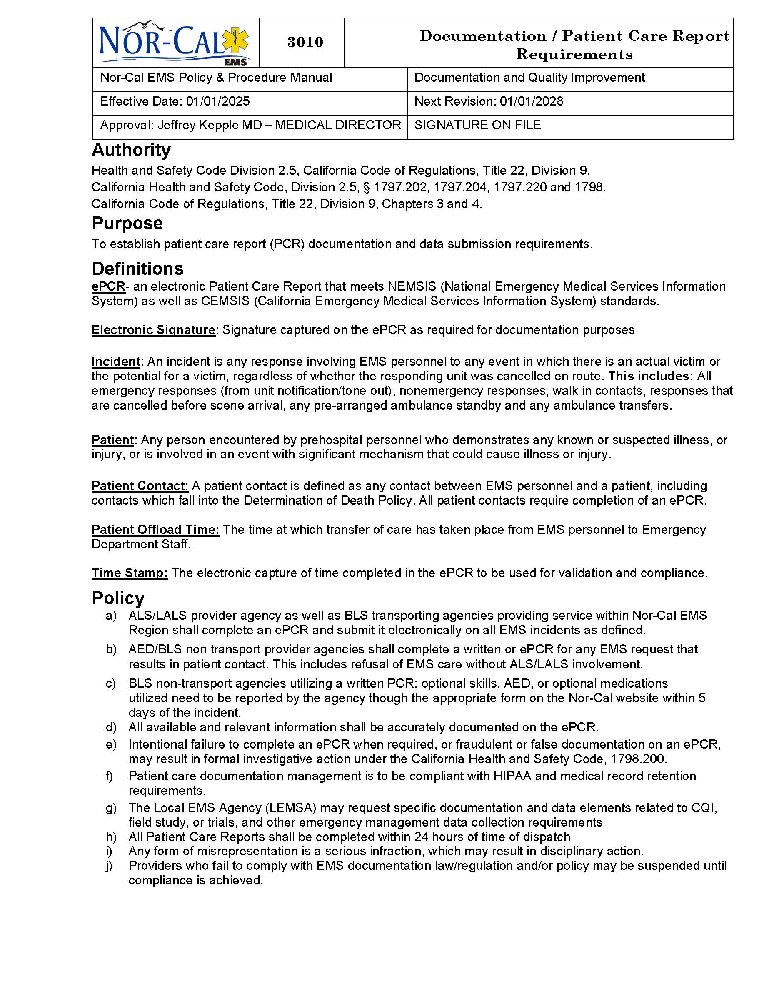 NOR-CAL
EMS
3010
Documentation / Patient Care Report
Requirements
Nor-Cal EMS Policy & Procedure Manual
Documentation and Quality Improvement
Effective Date: 01/01/2025
Next Revision: 01/01/2028
Approval: Jeffrey Kepple MD – MEDICAL DIRECTOR
SIGNATURE ON FILE
Authority
Health and Safety Code Division 2.5, California Code of Regulations, Title 22, Division 9.
California Health and Safety Code, Division 2.5, § 1797.202, 1797.204, 1797.220 and 1798.
California Code of Regulations, Title 22, Division 9, Chapters 3 and 4.
Purpose
To establish patient care report (PCR) documentation and data submission requirements.
Definitions
ePCR- an electronic Patient Care Report that meets NEMSIS (National Emergency Medical Services Information
System) as well as CEMSIS (California Emergency Medical Services Information System) standards.
Electronic Signature: Signature captured on the ePCR as required for documentation purposes
Incident: An incident is any response involving EMS personnel to any event in which there is an actual victim or
the potential for a victim, regardless of whether the responding unit was cancelled en route. This includes: All
emergency responses (from unit notification/tone out), nonemergency responses, walk in contacts, responses that
are cancelled before scene arrival, any pre-arranged ambulance standby and any ambulance transfers.
Patient: Any person encountered by prehospital personnel who demonstrates any known or suspected illness, or
injury, or is involved in an event with significant mechanism that could cause illness or injury.
Patient Contact: A patient contact is defined as any contact between EMS personnel and a patient, including
contacts which fall into the Determination of Death Policy. All patient contacts require completion of an ePCR.
Patient Offload Time: The time at which transfer of care has taken place from EMS personnel to Emergency
Department Staff.
Time Stamp: The electronic capture of time completed in the ePCR to be used for validation and compliance.
Policy
a) ALS/LALS provider agency as well as BLS transporting agencies providing service within Nor-Cal EMS
Region shall complete an ePCR and submit it electronically on all EMS incidents as defined.
b) AED/BLS non transport provider agencies shall complete a written or ePCR for any EMS request that
results in patient contact. This includes refusal of EMS care without ALS/LALS involvement.
c) BLS non-transport agencies utilizing a written PCR: optional skills, AED, or optional medications
utilized need to be reported by the agency though the appropriate form on the Nor-Cal website within 5
days of the incident.
d) All available and relevant information shall be accurately documented on the ePCR.
e) Intentional failure to complete an ePCR when required, or fraudulent or false documentation on an ePCR,
may result in formal investigative action under the California Health and Safety Code, 1798.200.
f) Patient care documentation management is to be compliant with HIPAA and medical record retention
requirements.
g) The Local EMS Agency (LEMSA) may request specific documentation and data elements related to CQI,
field study, or trials, and other emergency management data collection requirements
h) All Patient Care Reports shall be completed within 24 hours of time of dispatch
i) Any form of misrepresentation is a serious infraction, which may result in disciplinary action.
j) Providers who fail to comply with EMS documentation law/regulation and/or policy may be suspended until
compliance is achieved.